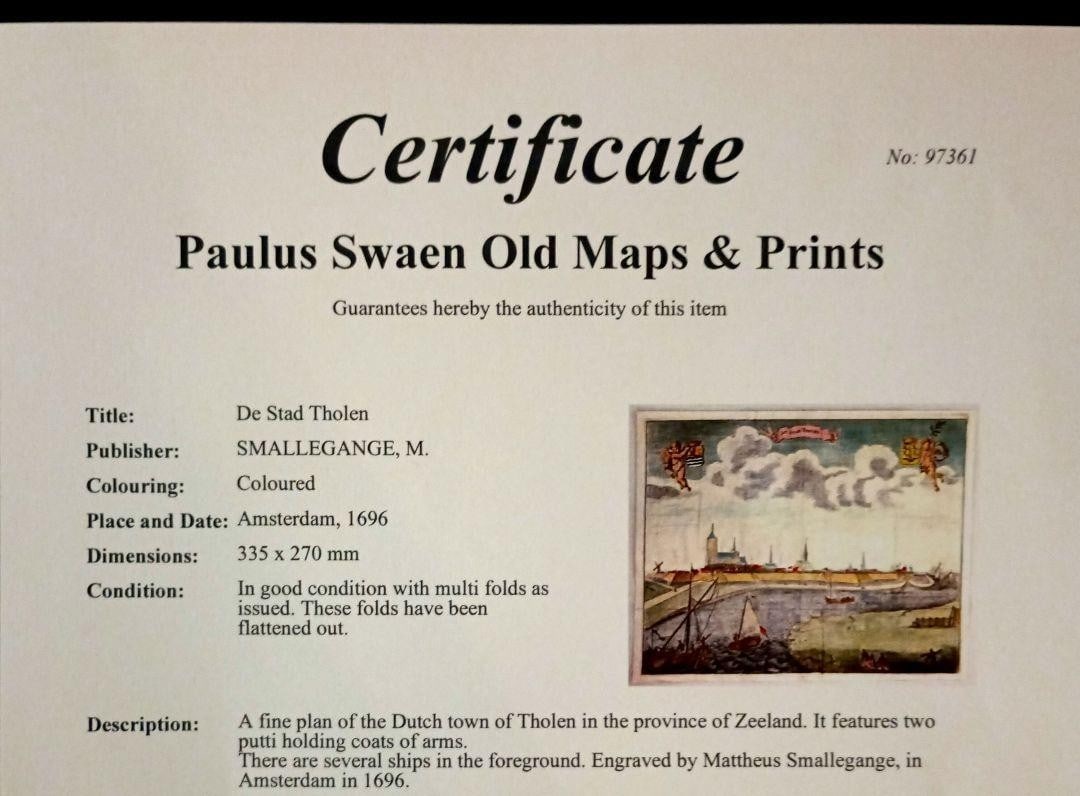 Certificate
No: 97361
Paulus Swaen Old Maps & Prints
Guarantees hereby the authenticity of this item
Title: De Stad Tholen
Publisher: SMALLEGANGE, M.
Colouring: Coloured
Place and Date: Amsterdam, 1696
Dimensions: 335 x 270 mm
Condition: In good condition with multi folds as
issued. These folds have been
flattened out.
Description: A fine plan of the Dutch town of Tholen in the province of Zeeland. It features two
putti holding coats of arms.
There are several ships in the foreground. Engraved by Mattheus Smallegange, in
Amsterdam in 1696.